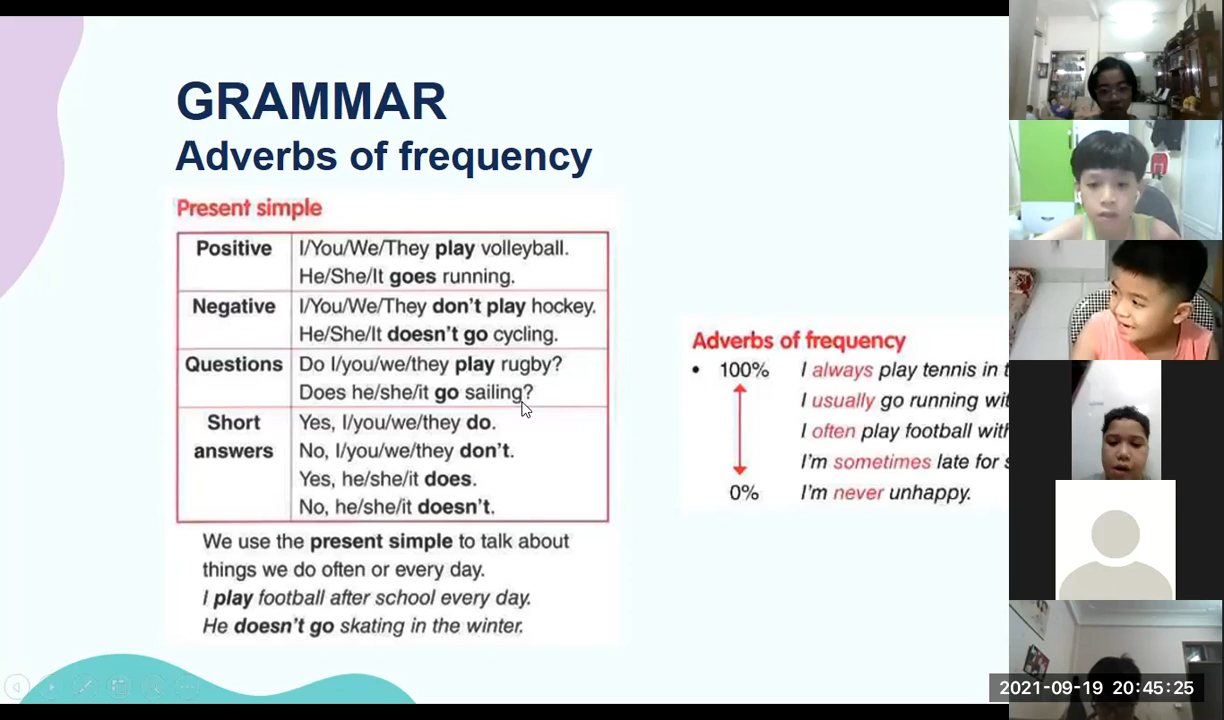 GRAMMAR
Adverbs of frequency
Present simple
Positive
I/You/We/They play volleyball.
He/She/It goes running.
Negative
I/You/We/They don't play hockey.
He/She/It doesn't go cycling.
Questions
Do I/you/we/they play rugby?
Does he/she/it go sailing?
Short answers
Yes, I/you/we/they do.
No, I/you/we/they don't.
Yes, he/she/it does.
No, he/she/it doesn't.
We use the present simple to talk about
things we do often or every day.
I play football after school every day.
He doesn't go skating in the winter.
Adverbs of frequency
• 100% I always play tennis in
I usually go running
I often play football
I'm sometimes late for
0% I'm never unhappy.
2021-09-19 20:45:25